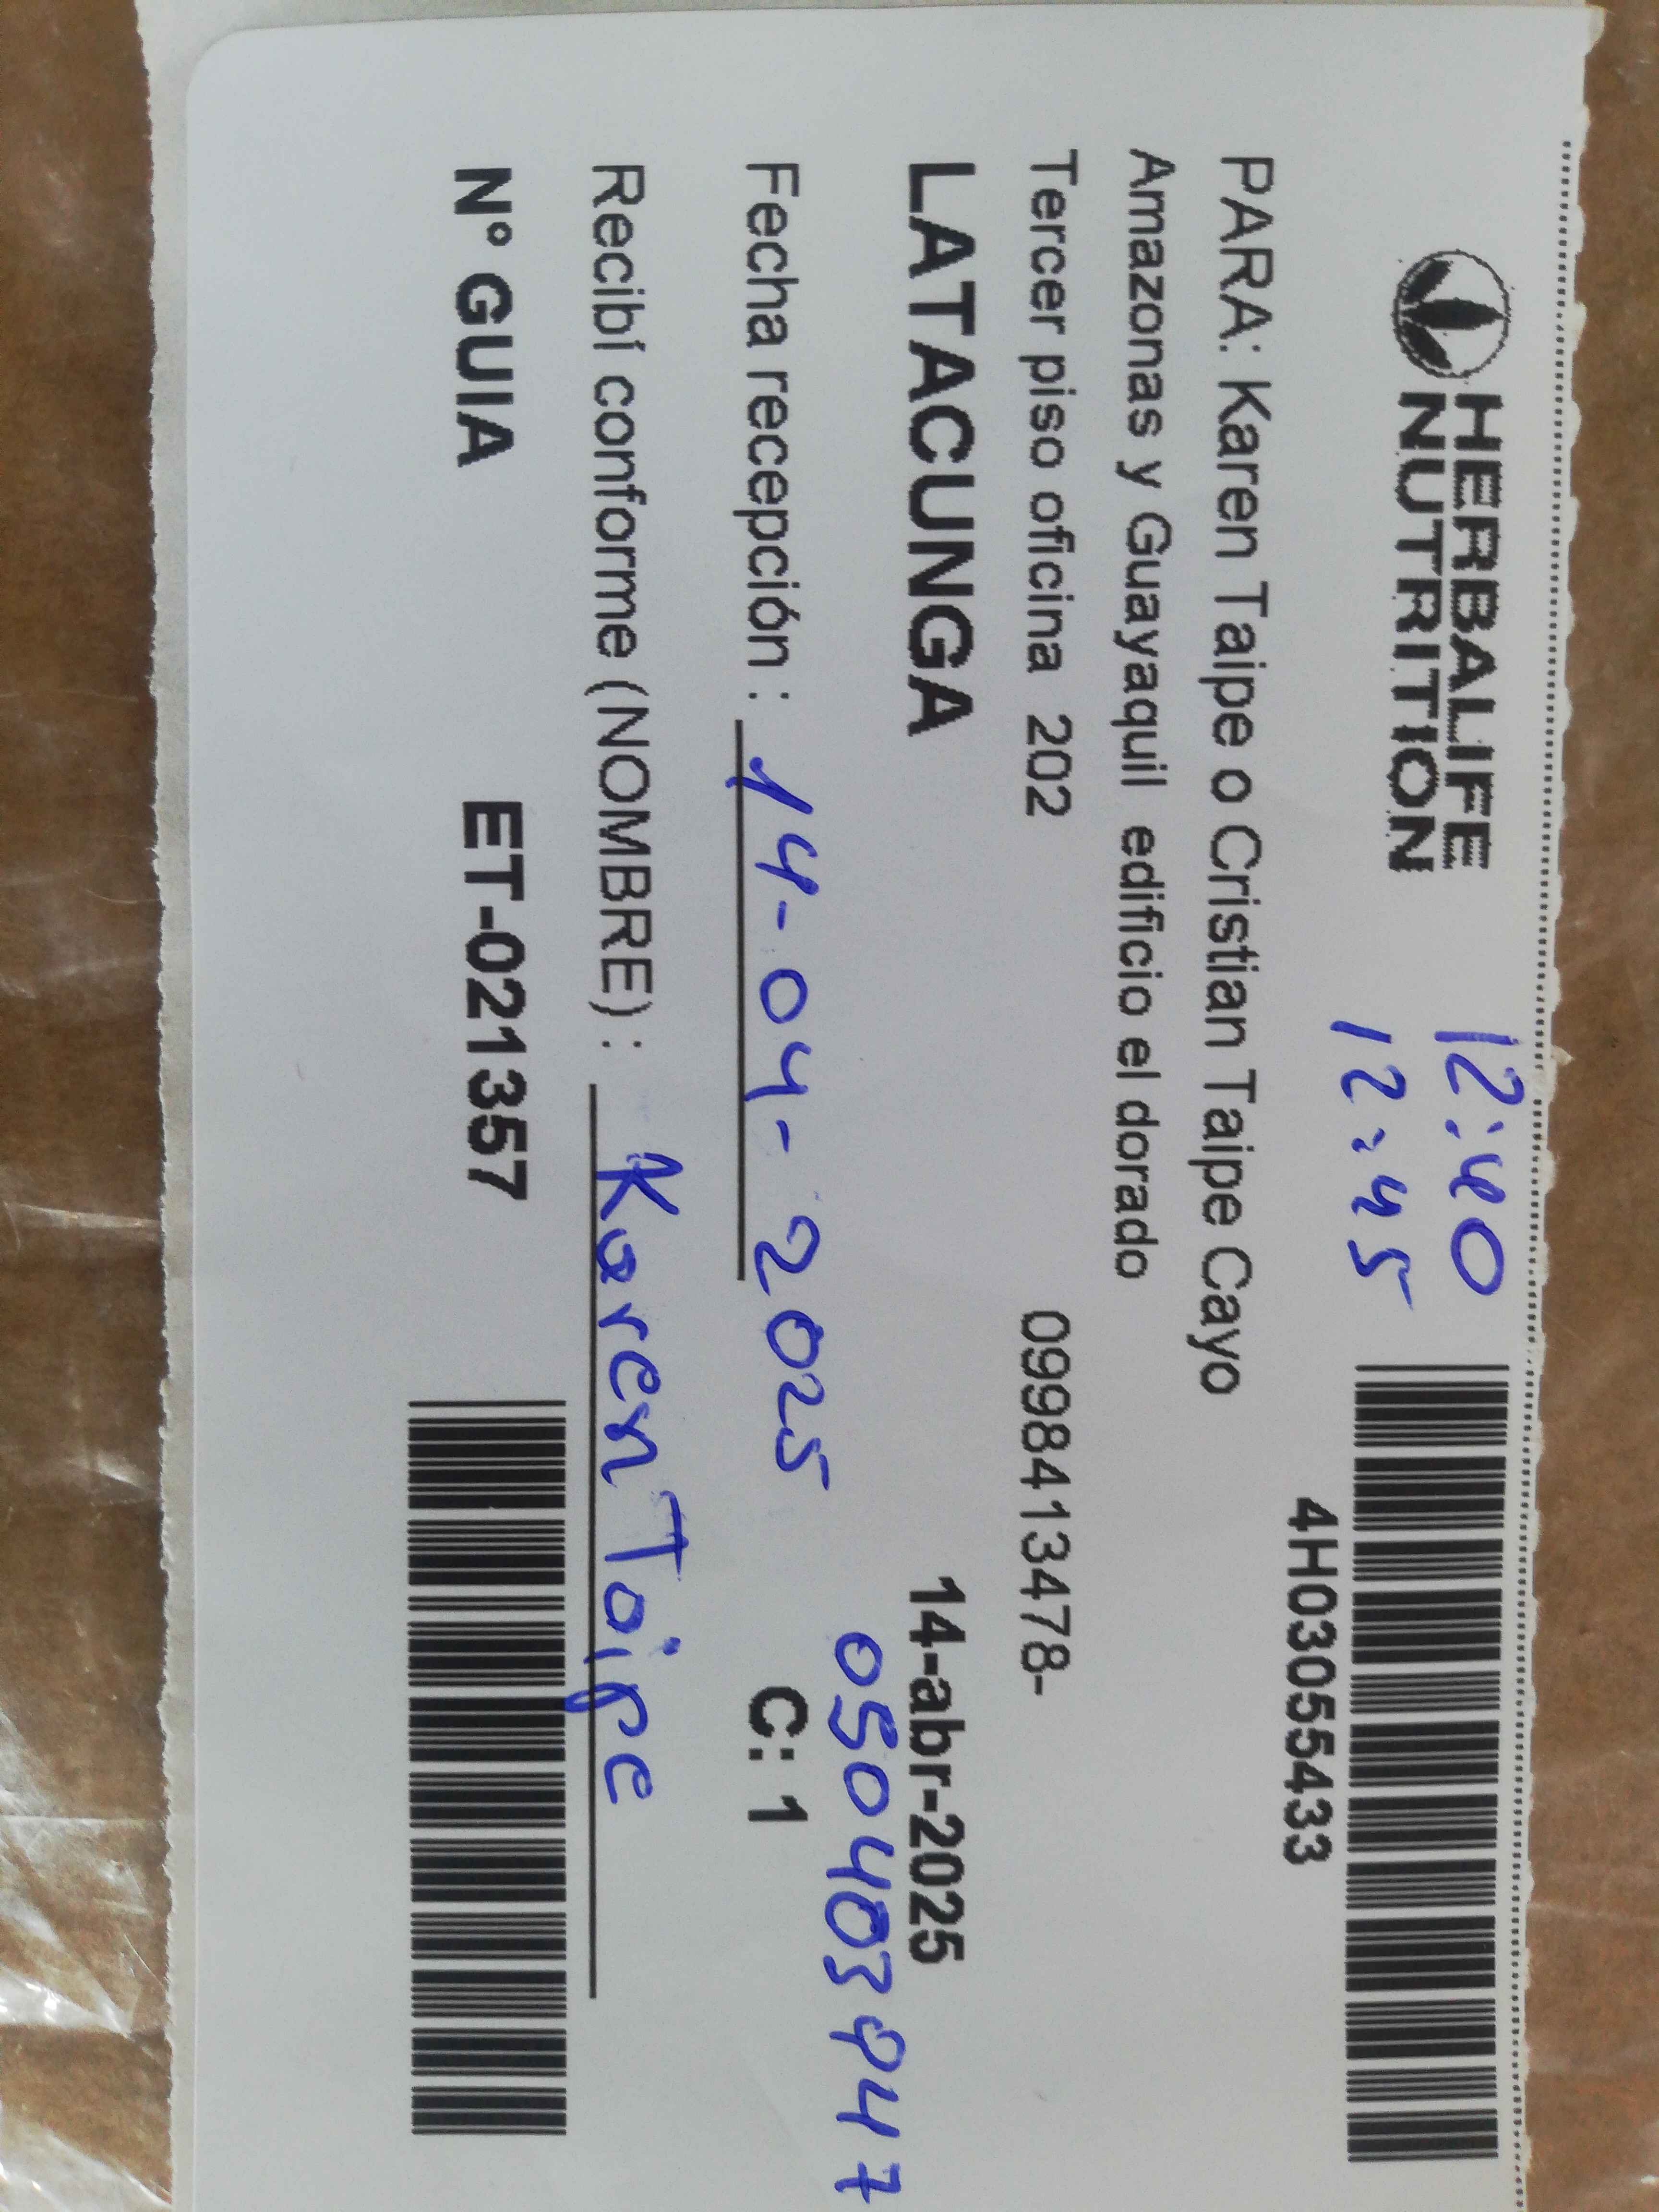 HERBALIFE
NUTRITION
12:40
12:45
4H03055433
PARA: Karen Taipe o Cristian Taipe Cayo
Amazonas y Guayaquil edificio el dorado
Tercer piso oficina 202 0998413478-
LATACUNGA 14-abr-2025
0504039447
Fecha recepción : 14-04-2025 C: 1
Recibí conforme (NOMBRE) : Karen Taipe
N° GUIA ET-021357